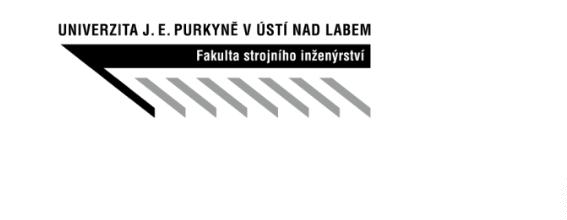 UNIVERZITA J. E. PURKYNĚ V ÚSTÍ NAD LABEM
Fakulta strojního inženýrství